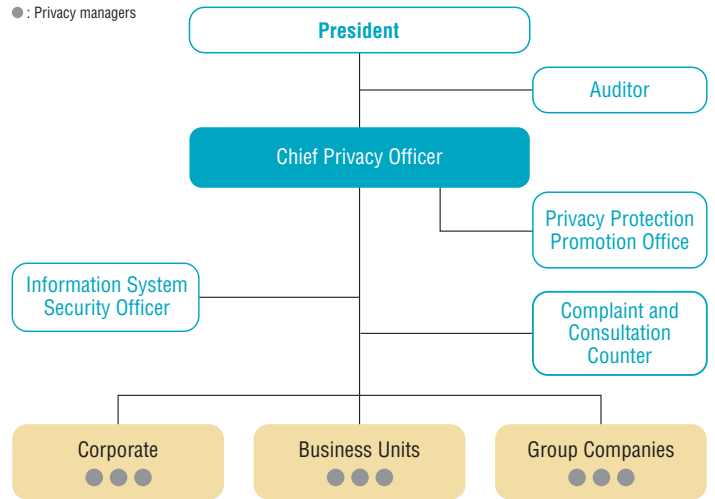 : Privacy managers
President
Auditor
Chief Privacy Officer
Privacy Protection
Promotion Office
Information System
Security Officer
Complaint and
Consultation
Counter
Corporate
Business Units
Group Companies